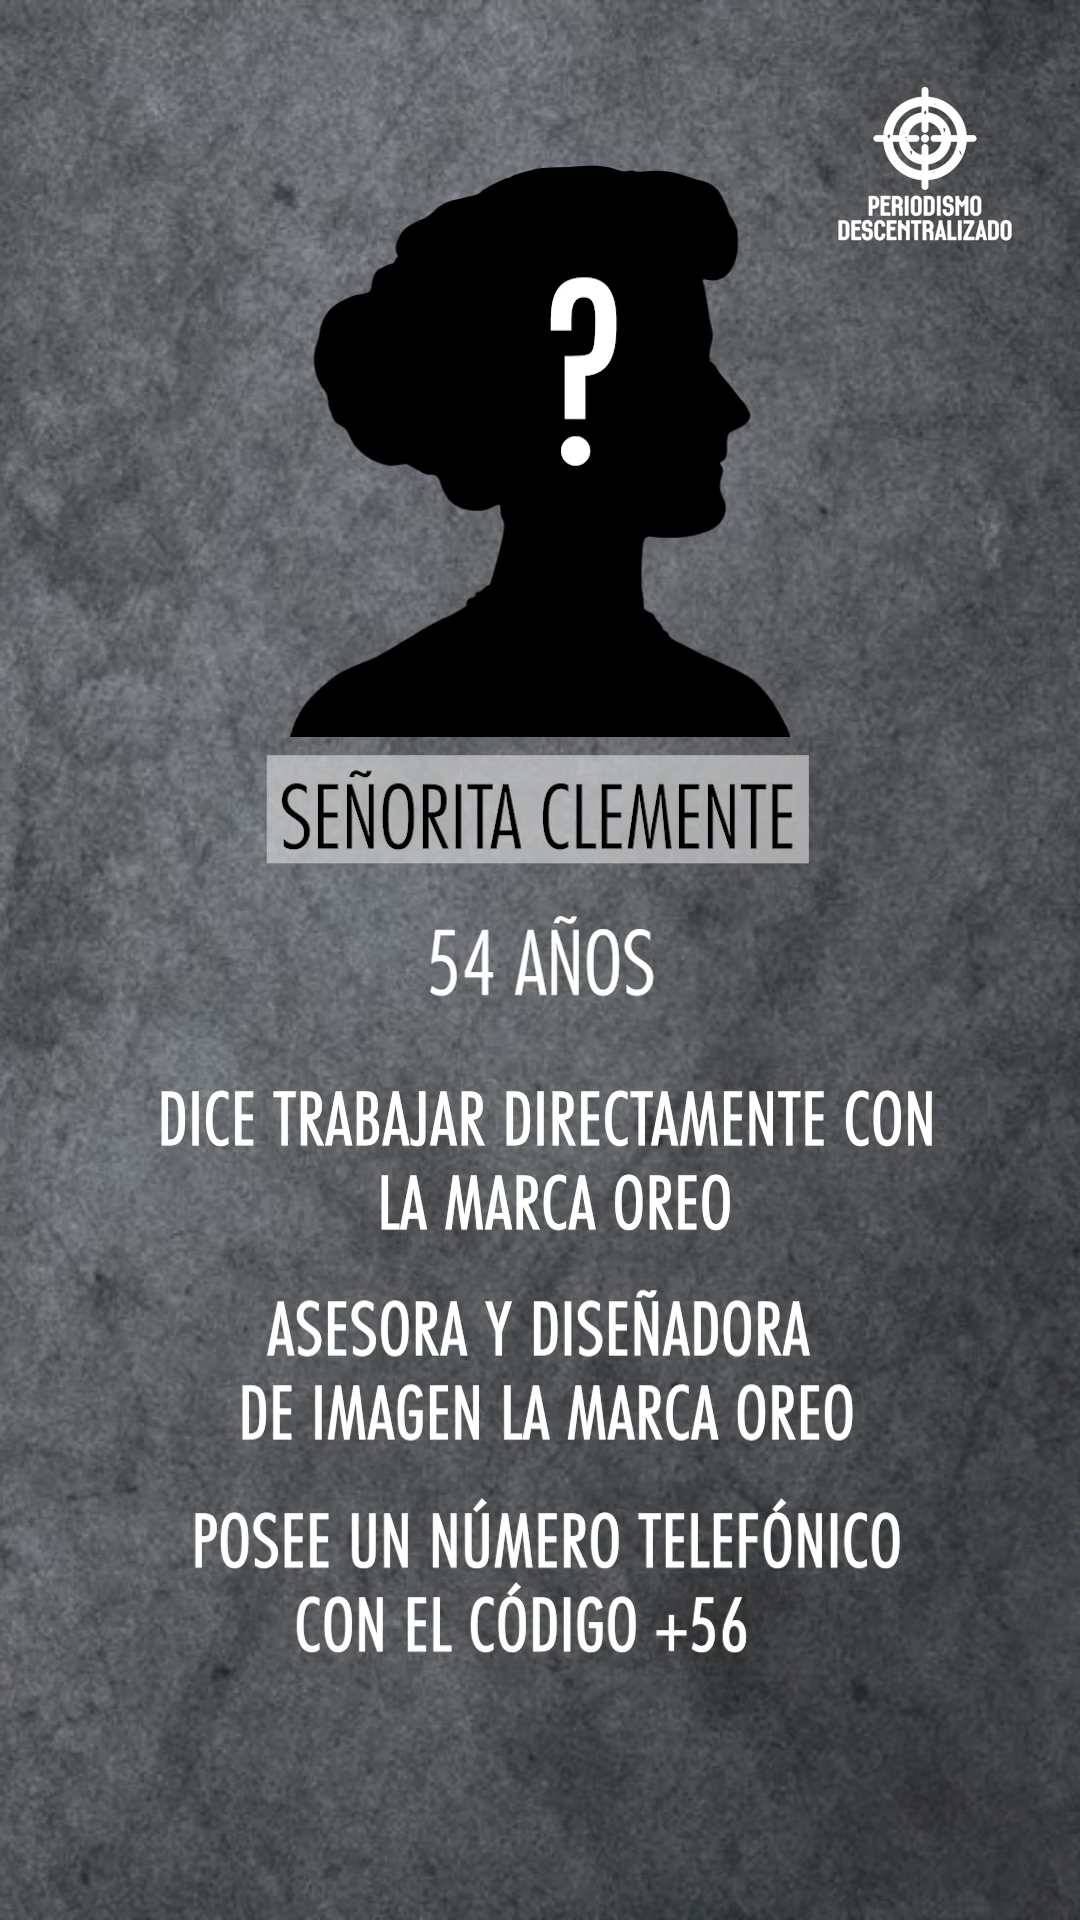 PERIODISMO
DESCENTRALIZADO
?
SEÑORITA CLEMENTE
54 AÑOS
DICE TRABAJAR DIRECTAMENTE CON
LA MARCA OREO
ASESORA Y DISEÑADORA
DE IMAGEN LA MARCA OREO
POSEE UN NÚMERO TELEFÓNICO
CON EL CÓDIGO +56